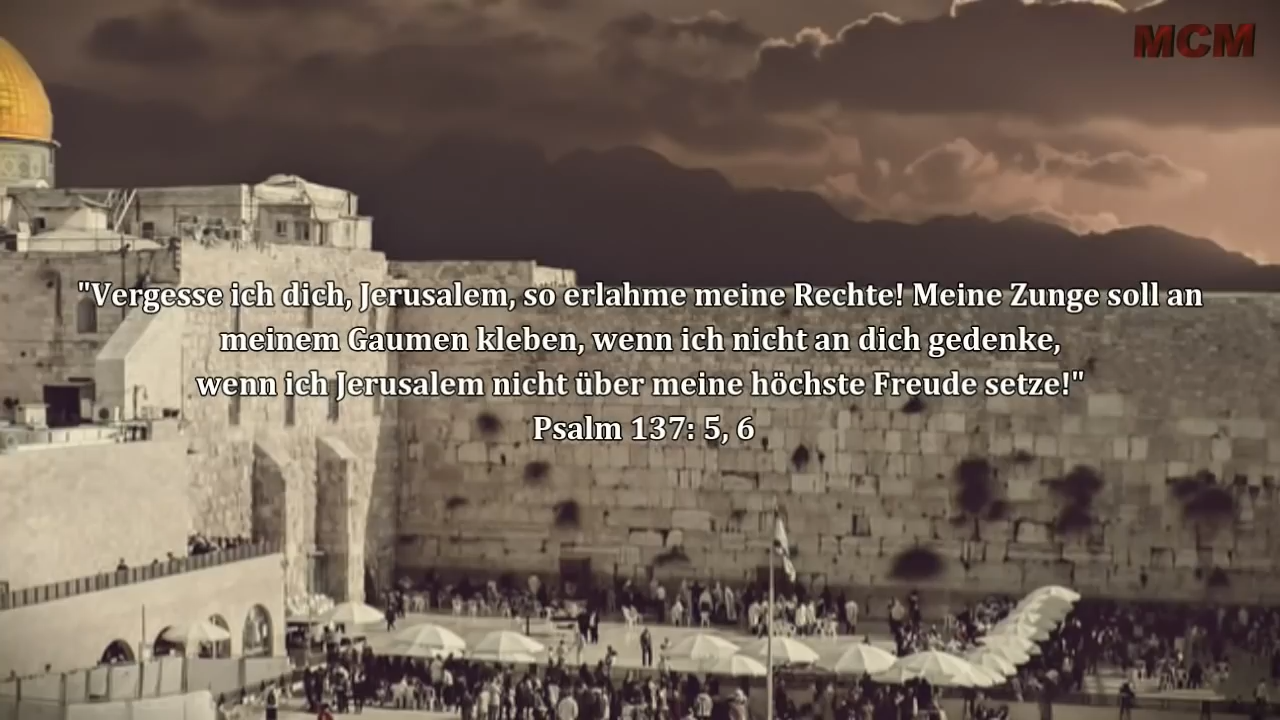 MCM
"Vergesse ich dich, Jerusalem, so erlahme meine Rechte! Meine Zunge soll an
meinem Gaumen kleben, wenn ich nicht an dich gedenke,
wenn ich Jerusalem nicht über meine höchste Freude setze!"
Psalm 137: 5, 6